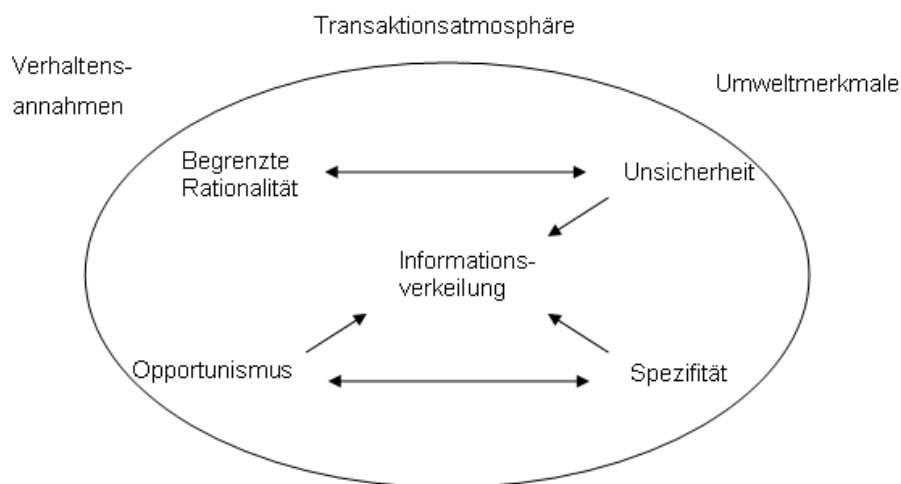 Transaktionsatmosphäre
Verhaltens-
annahmen
Umweltmerkmale
Begrenzte
Rationalität
Unsicherheit
Informations-
verkeilung
Opportunismus
Spezifität